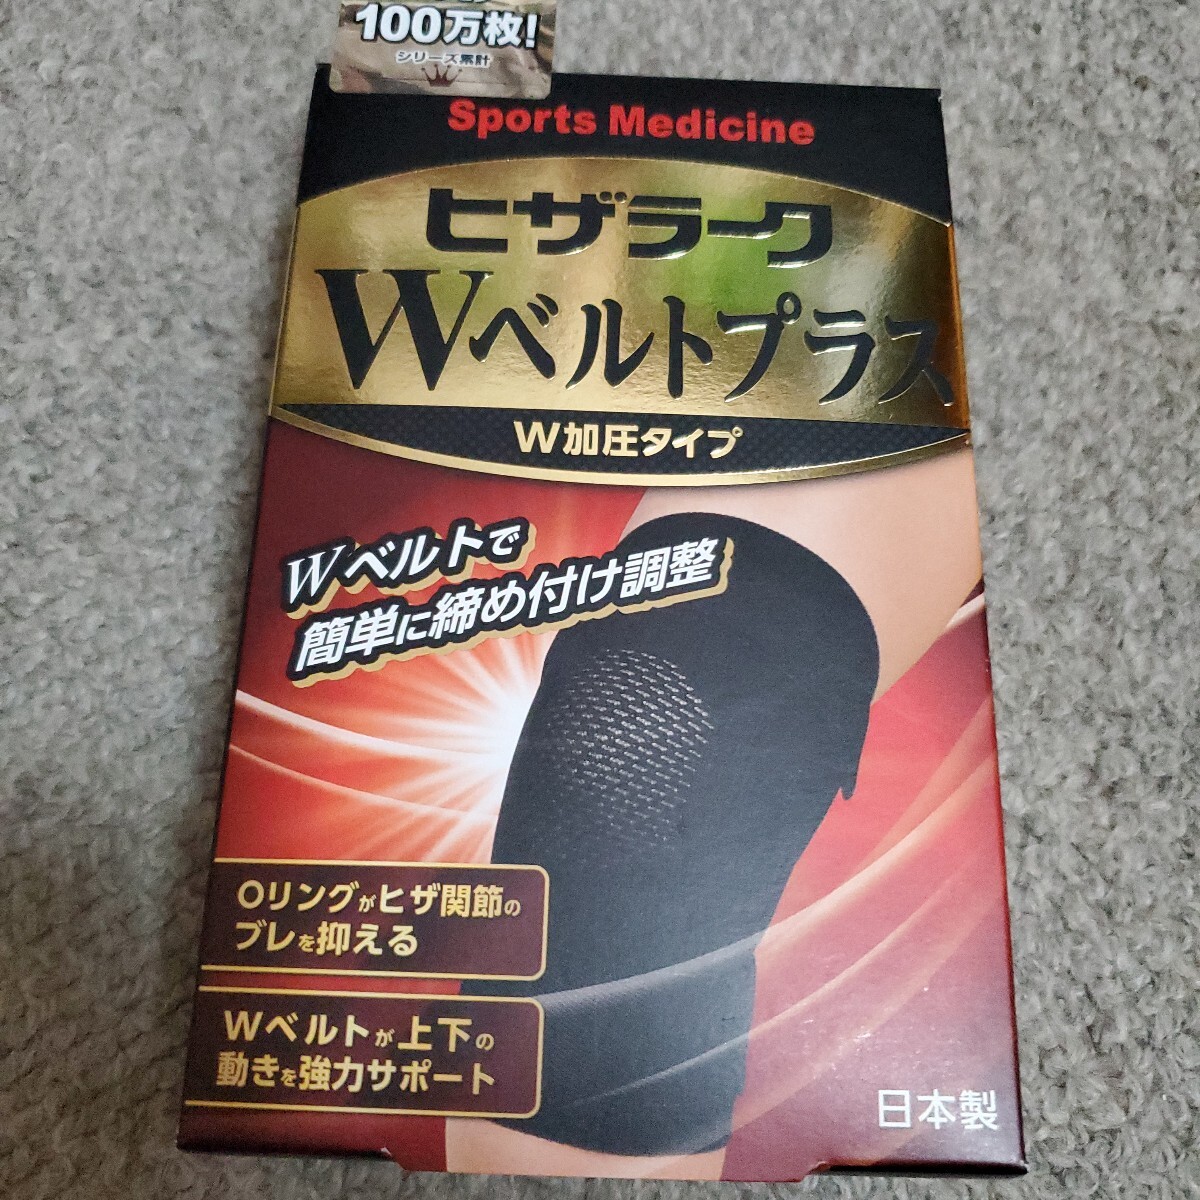 100万枚!
シリーズ累計
Sports Medicine
ヒザラーク
Wベルトプラス
W加圧タイプ
Wベルトで
簡単に締め付け調整
Oリングがヒザ関節の
ブレを抑える
Wベルトが上下の
動きを強力サポート
日本製